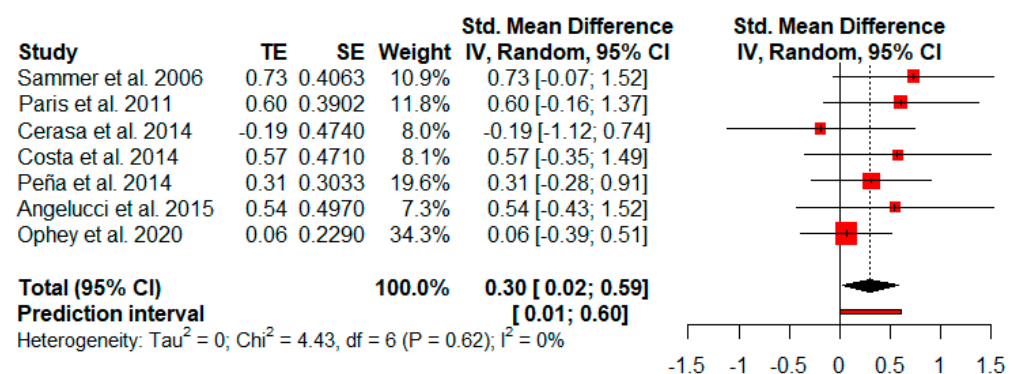 Std. Mean Difference Std. Mean Difference
Study TE SE Weight IV, Random, 95% CI IV, Random, 95% CI
Sammer et al. 2006 0.73 0.4063 10.9% 0.73 [-0.07; 1.52]
Paris et al. 2011 0.60 0.3902 11.8% 0.60 [-0.16; 1.37]
Cerasa et al. 2014 -0.19 0.4740 8.0% -0.19 [-1.12; 0.74]
Costa et al. 2014 0.57 0.4710 8.1% 0.57 [-0.35; 1.49]
Peña et al. 2014 0.31 0.3033 19.6% 0.31 [-0.28; 0.91]
Angelucci et al. 2015 0.54 0.4970 7.3% 0.54 [-0.43; 1.52]
Ophey et al. 2020 0.06 0.2290 34.3% 0.06 [-0.39; 0.51]
Total (95% CI) 100.0% 0.30 [ 0.02; 0.59]
Prediction interval [ 0.01; 0.60]
Heterogeneity: Tau² = 0; Chi² = 4.43, df = 6 (P = 0.62); I² = 0%
-1.5 -1 -0.5 0 0.5 1 1.5